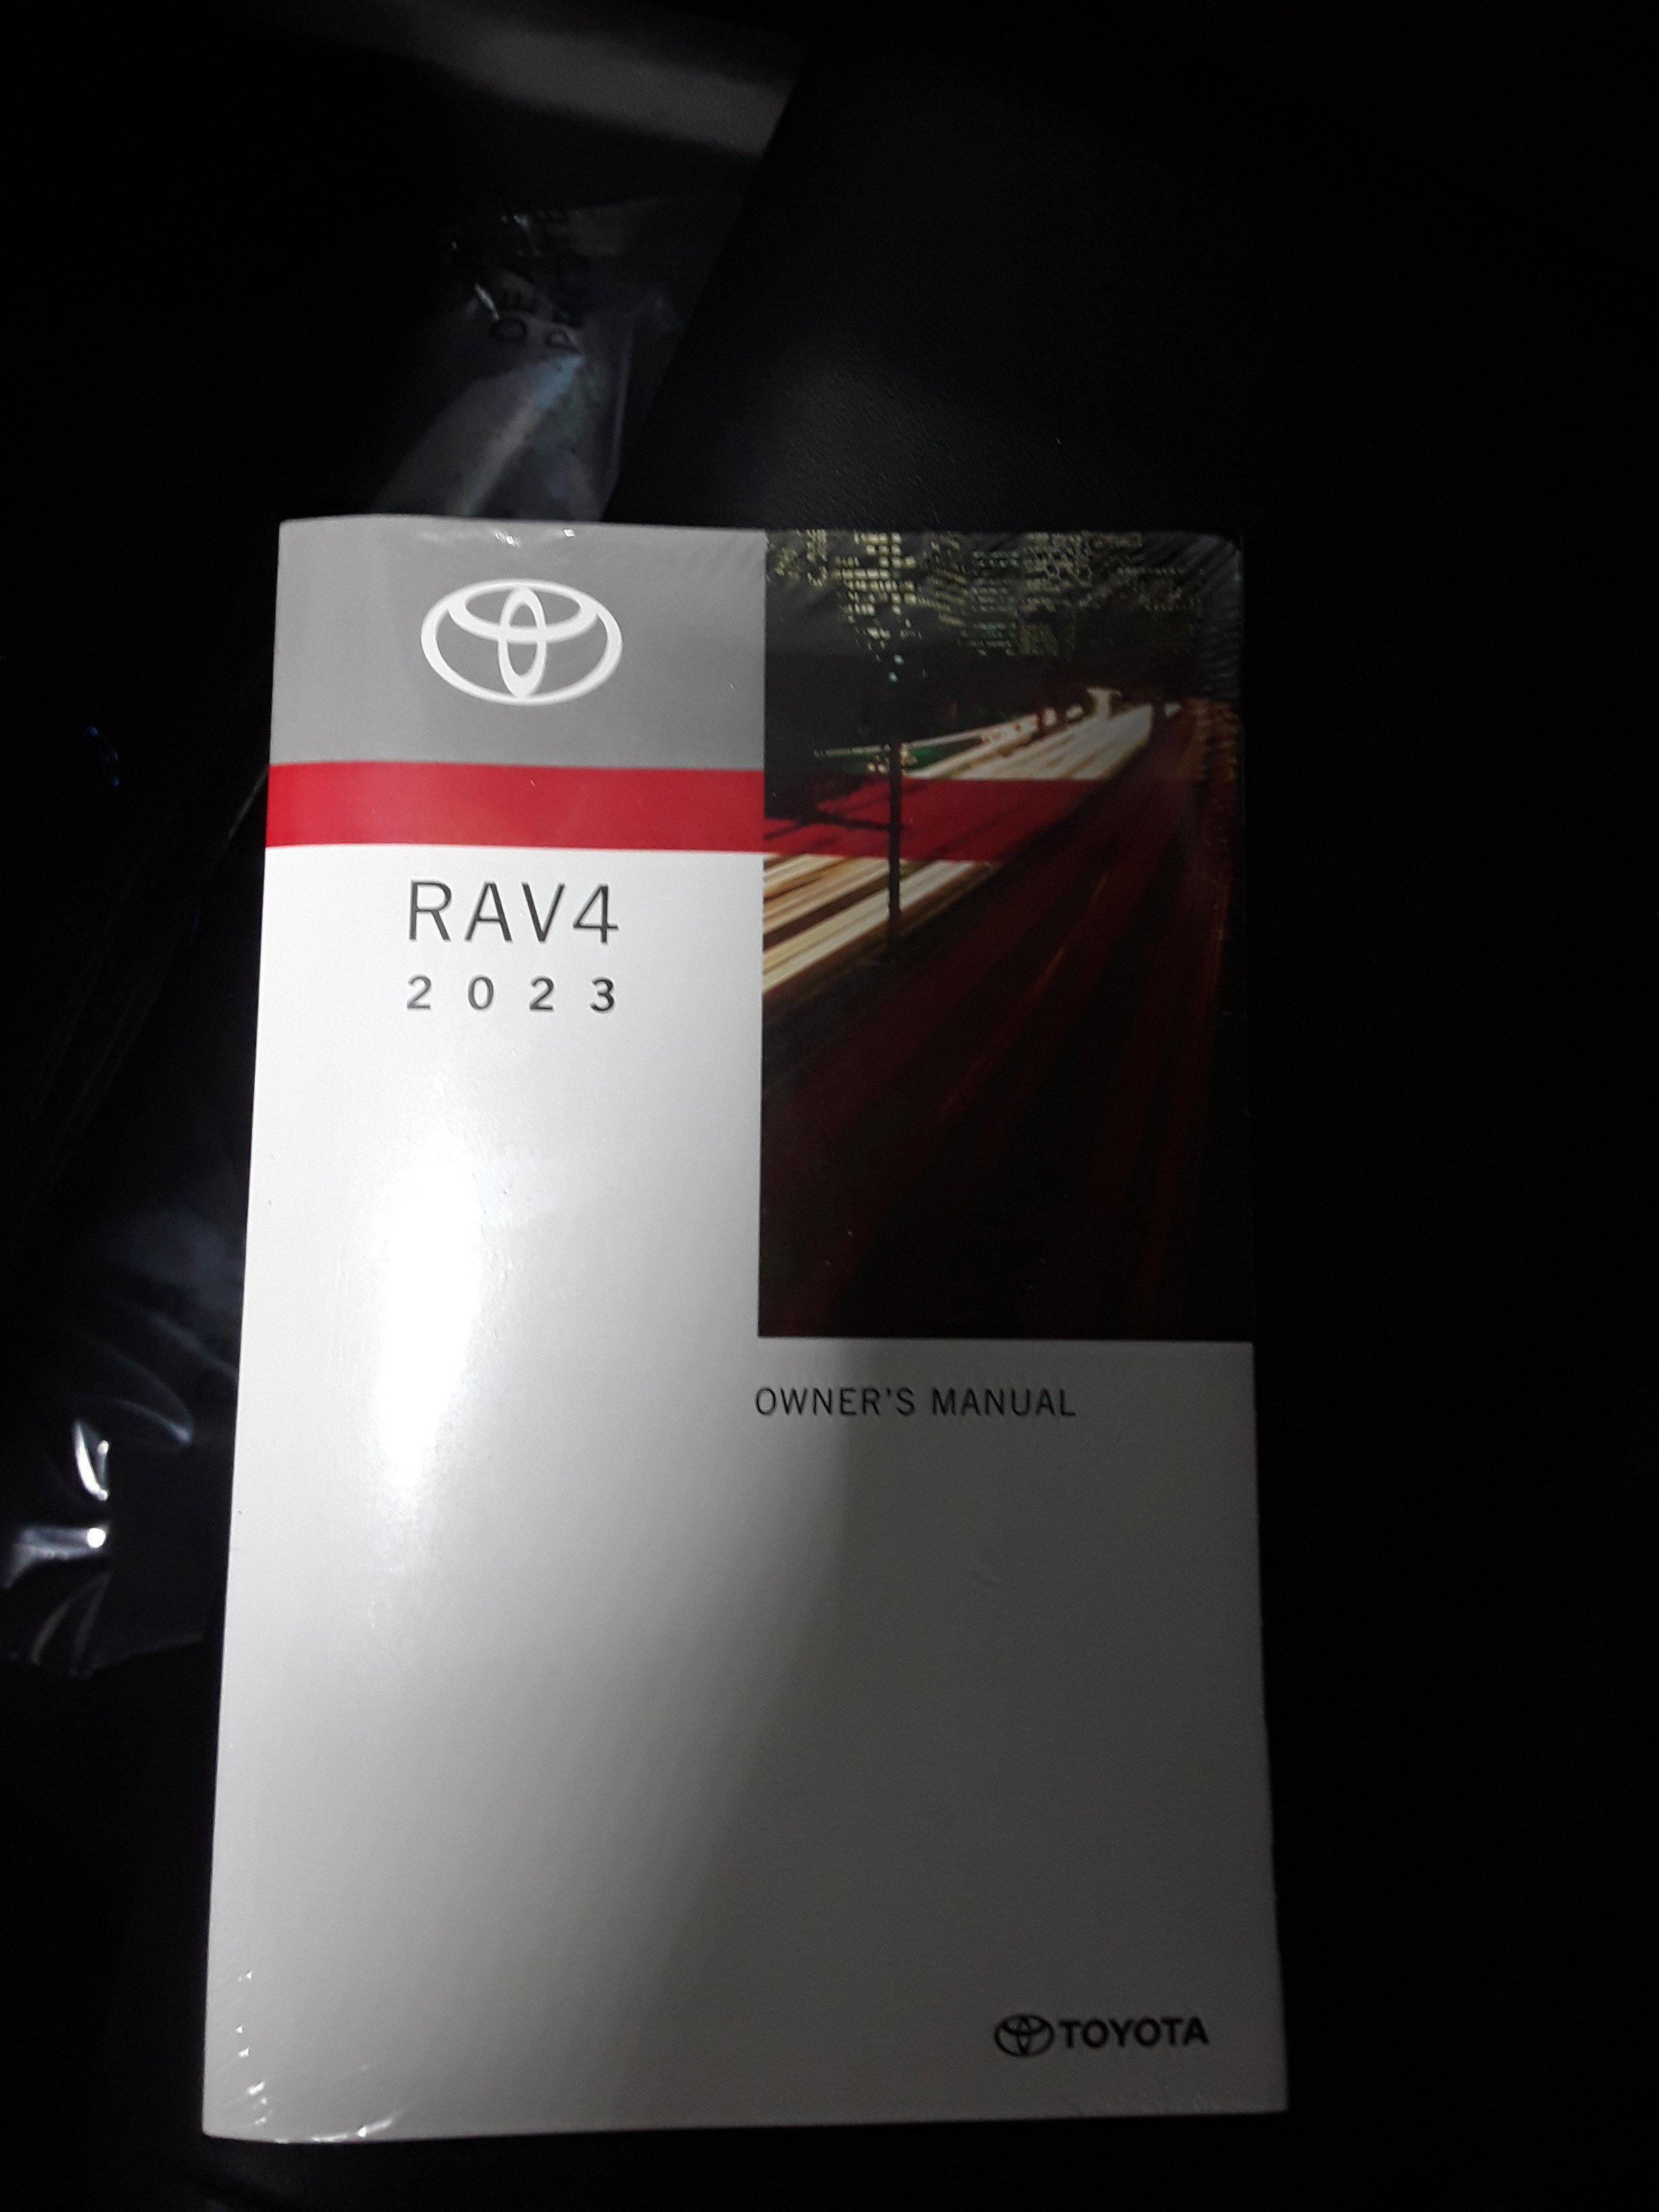 RAV4
2023
OWNER'S MANUAL
TOYOTA